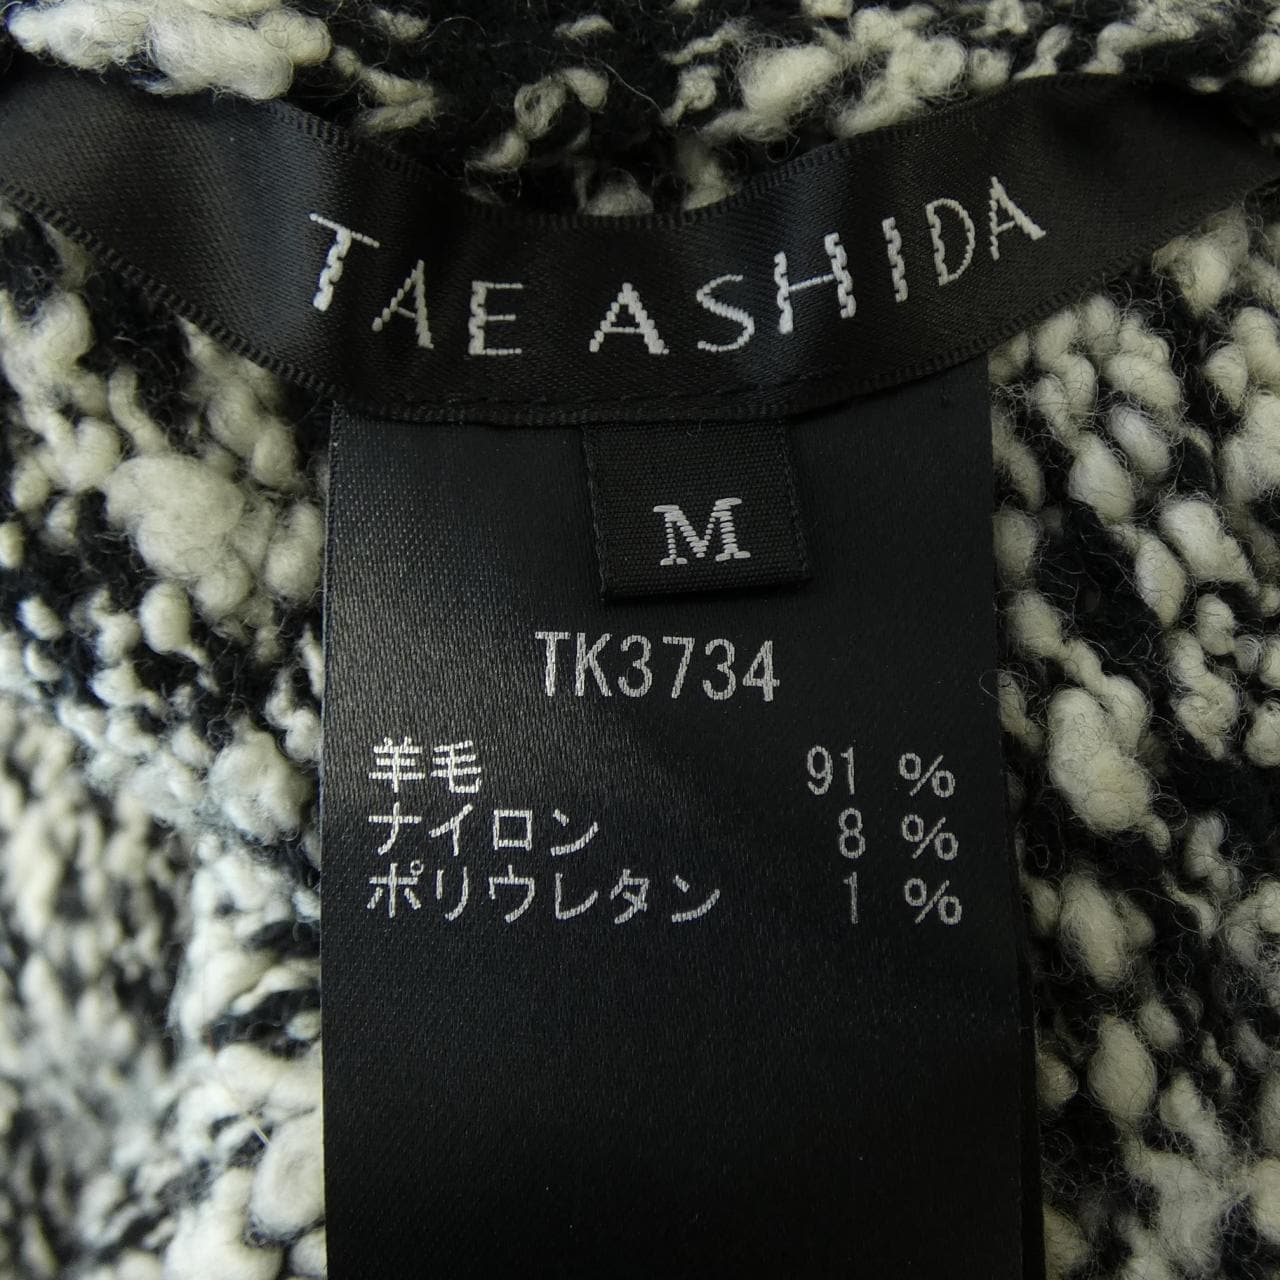 TAE ASHIDA
M
TK3734
羊毛 91 %
ナイロン 8 %
ポリウレタン 1 %